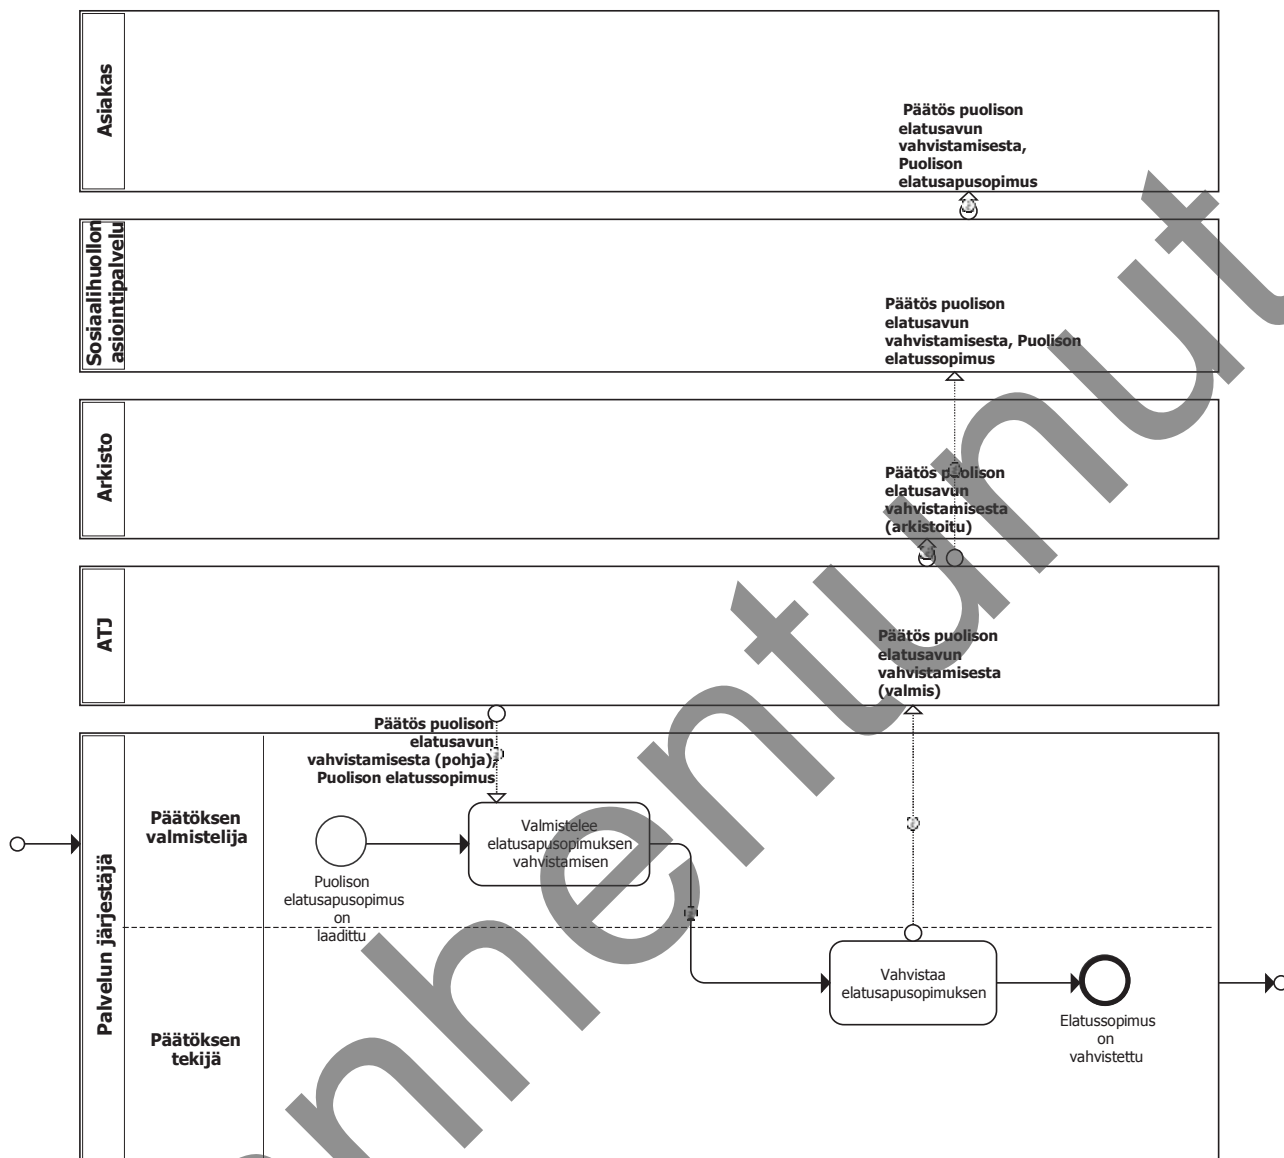 Asiakas
Päätös puolison
elatusavun
vahvistamisesta,
Puolison
elatusapusopimus
Sosiaalihuollon
asiointipalvelu
Päätös puolison
elatusavun
vahvistamisesta, Puolison
elatussopimus
Arkisto
Päätös puolison
elatusavun
vahvistamisesta
(arkistoitu)
ATJ
Päätös puolison
elatusavun
vahvistamisesta
(valmis)
Päätös puolison
elatusavun
vahvistamisesta (pohja),
Puolison elatussopimus
Palvelun järjestäjä
Päätöksen
valmistelija
Puolison
elatusapusopimus
on
laadittu
Valmistelee
elatusapusopimuksen
vahvistamisen
Päätöksen
tekijä
Vahvistaa
elatusapusopimuksen
Elatussopimus
on
vahvistettu
nhentunut